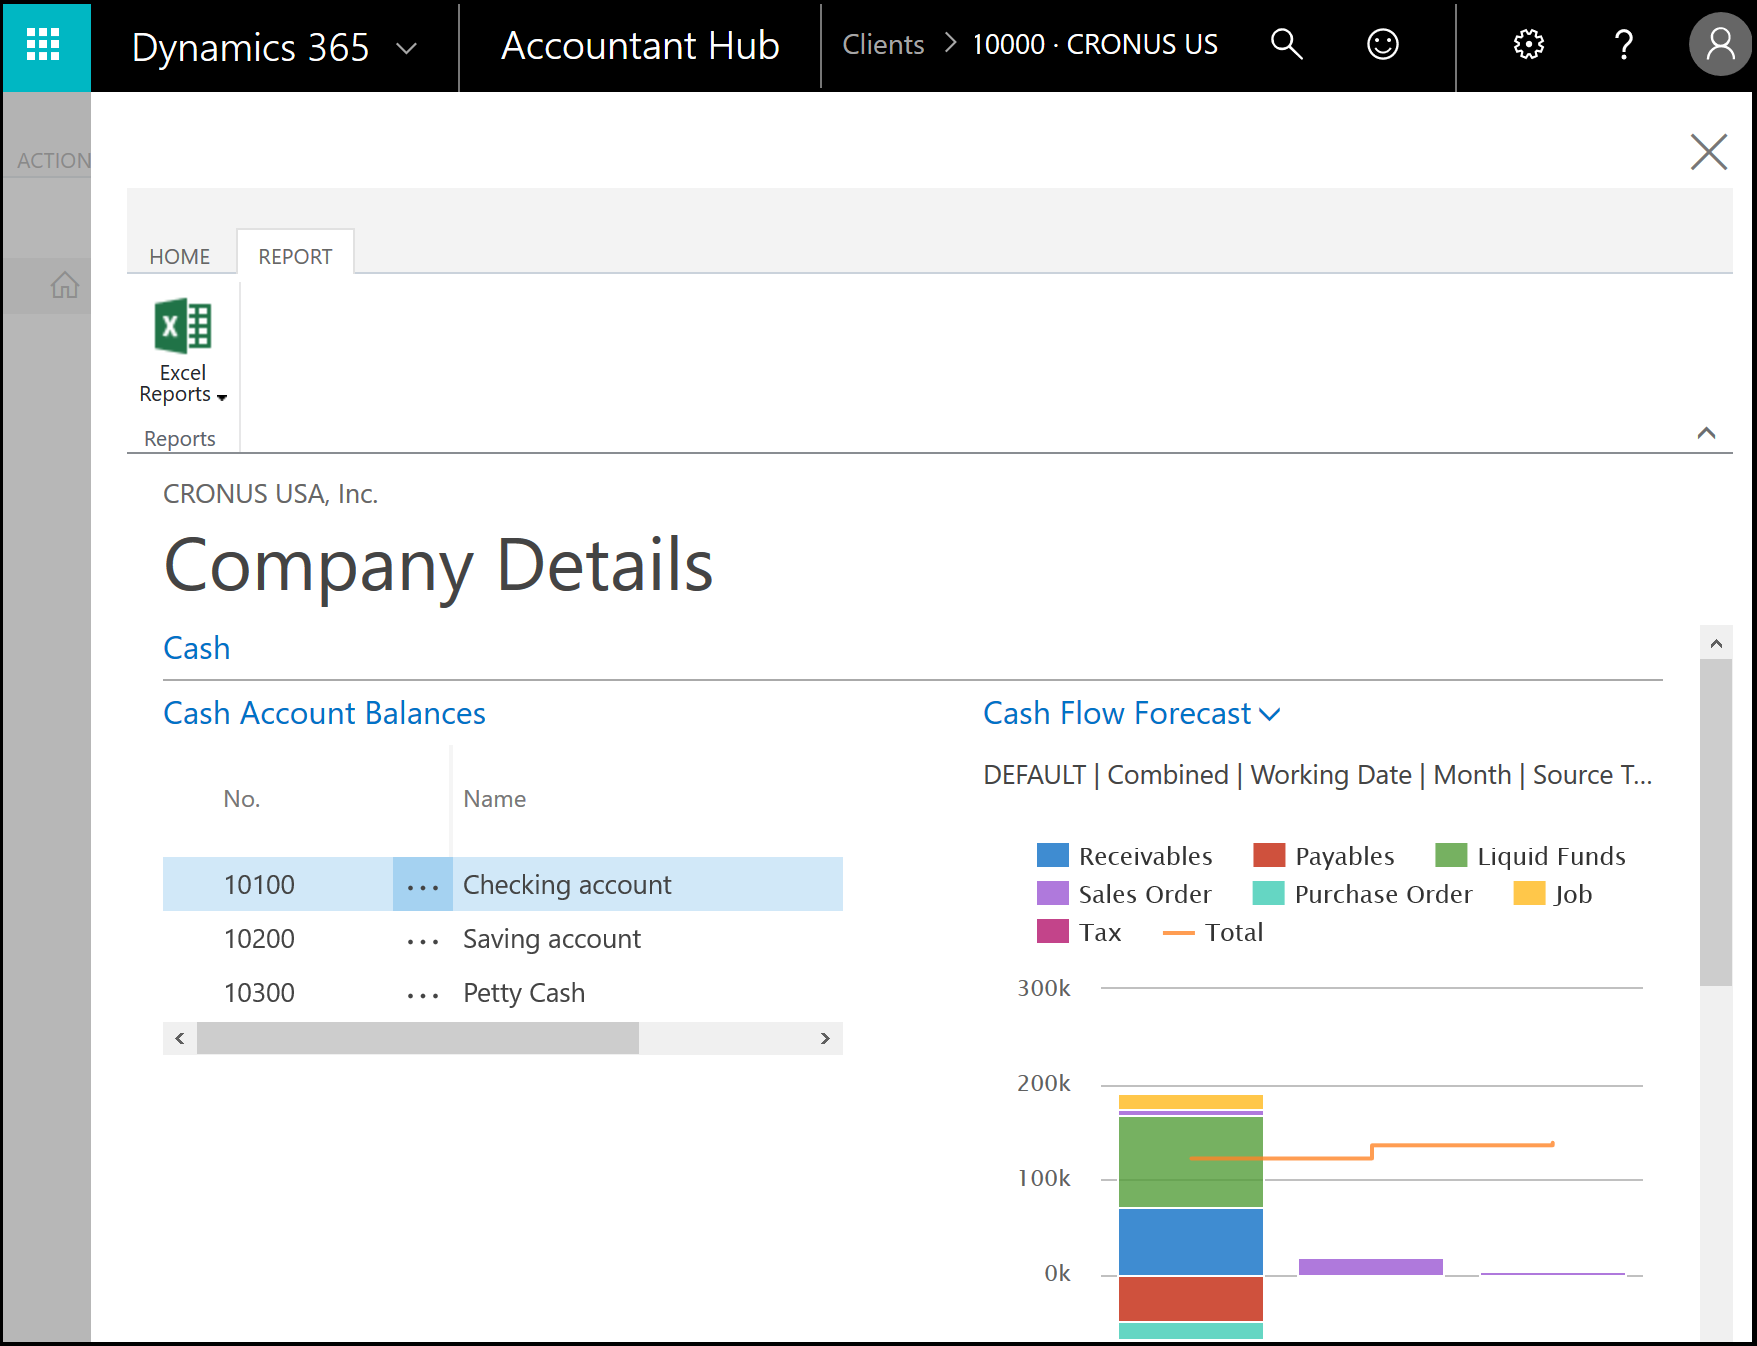 Dynamics 365
Accountant Hub
Clients > 10000 · CRONUS US
?
ACTION
HOME
REPORT
Excel
Reports
Reports
CRONUS USA, Inc.
Company Details
Cash
Cash Account Balances
No.
Name
10100 ... Checking account
10200 ... Saving account
10300 ... Petty Cash
Cash Flow Forecast
DEFAULT | Combined | Working Date | Month | Source T...
Receivables Payables Liquid Funds
Sales Order Purchase Order Job
Tax Total
300k
200k
100k
0k